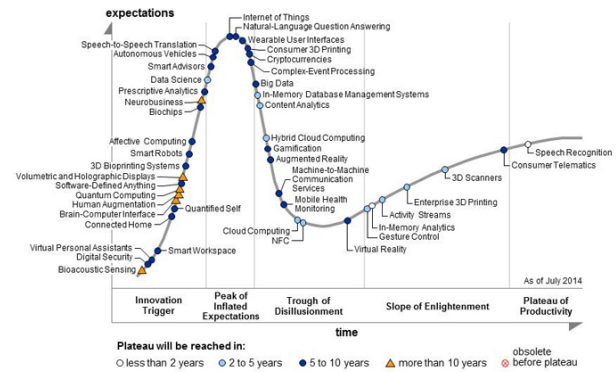 expectations
Internet of Things
Natural-Language Question Answering
Wearable User Interfaces
Speech-to-Speech Translation
Consumer 3D Printing
Autonomous Vehicles
Cryptocurrencies
Smart Advisors
Complex-Event Processing
Data Science
Big Data
Prescriptive Analytics
In-Memory Database Management Systems
Neurobusiness
Content Analytics
Biochips
Hybrid Cloud Computing
Affective Computing
Gamification
Smart Robots
Augmented Reality
3D Bioprinting Systems
Machine-to-Machine
Communication
Services
Volumetric and Holographic Displays
Software-Defined Anything
Quantum Computing
Mobile Health
Monitoring
Human Augmentation
Brain-Computer Interface
Quantified Self
Connected Home
Cloud Computing
NFC
Virtual Reality
Gesture Control
In-Memory Analytics
Activity Streams
Enterprise 3D Printing
3D Scanners
Consumer Telematics
Speech Recognition
Virtual Personal Assistants
Smart Workspace
Digital Security
Bioacoustic Sensing
As of July 2014
Innovation
Trigger
Peak of
Inflated
Expectations
Trough of
Disillusionment
Slope of Enlightenment
Plateau of
Productivity
time
Plateau will be reached in:
less than 2 years
2 to 5 years
5 to 10 years
more than 10 years
obsolete
before plateau